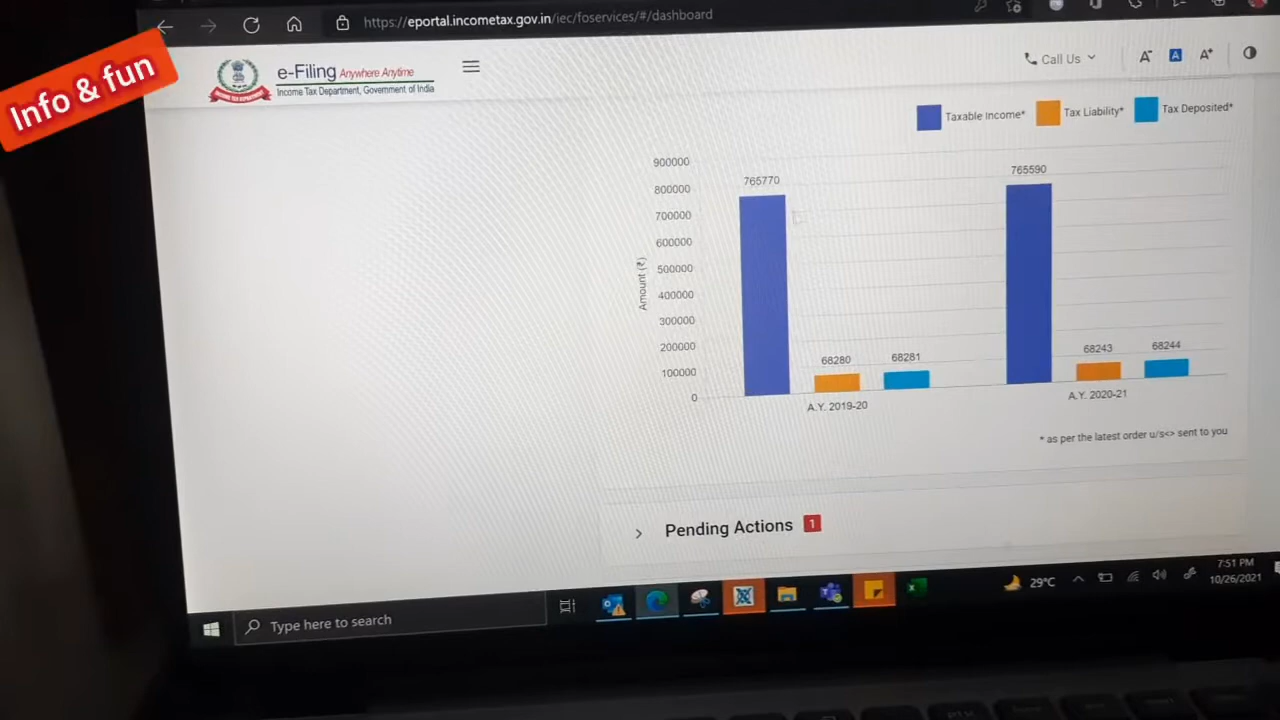 https://eportal.incometax.gov.in/iec/foservices/#/dashboard
Info & fun
e-Filing Anywhere Anytime
Income Tax Department, Government of India
Call Us
A-
A
A+
Taxable Income*
Tax Liability*
Tax Deposited*
Amount (₹)
900000
800000
700000
600000
500000
400000
300000
200000
100000
0
765770
68280
68281
A.Y. 2019-20
765590
68243
68244
A.Y. 2020-21
* as per the latest order u/s<> sent to you
Pending Actions 1
Type here to search
29°C
7:51 PM
10/26/2021